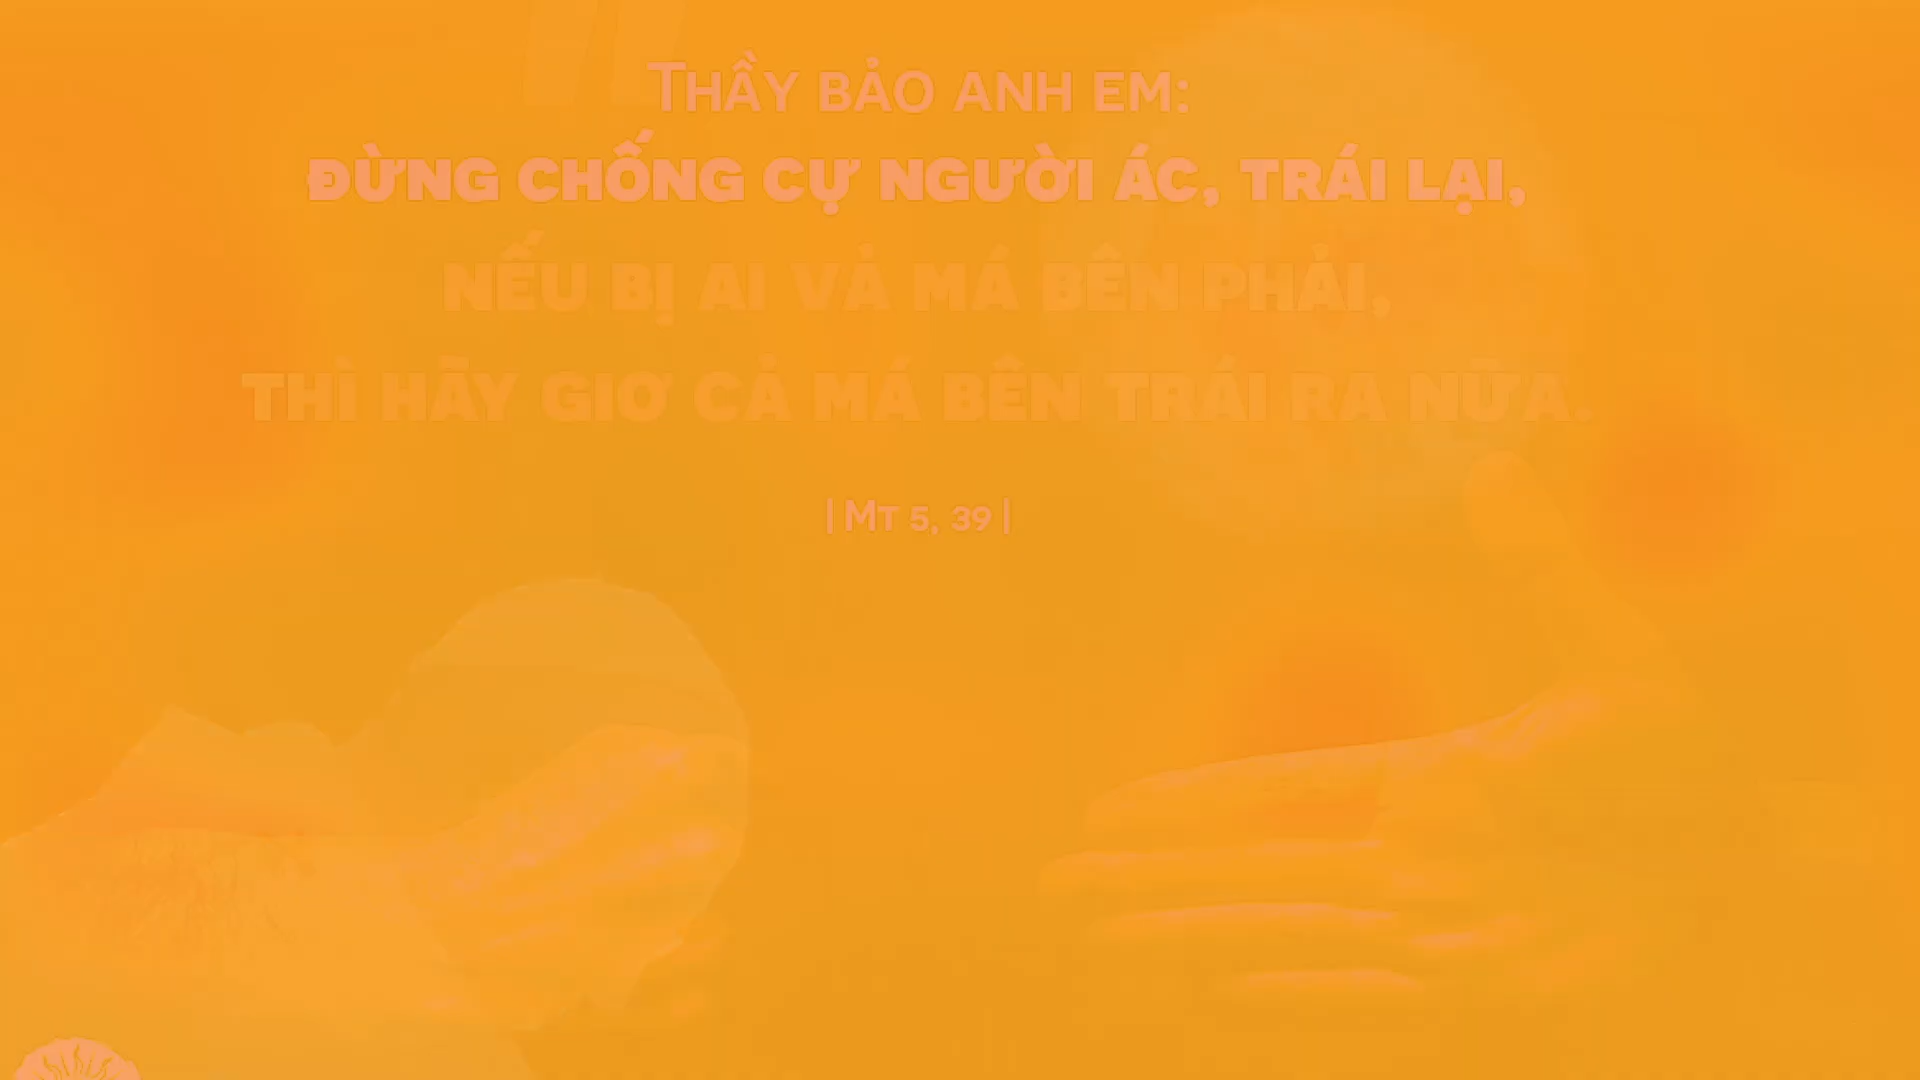 THẦY BẢO ANH EM:
ĐỪNG CHỐNG CỰ NGƯỜI ÁC, TRÁI LẠI,
NẾU BỊ AI VẢ MÁ BÊN PHẢI,
THÌ HÃY GIƠ CẢ MÁ BÊN TRÁI RA NỮA.
| MT 5, 39 |